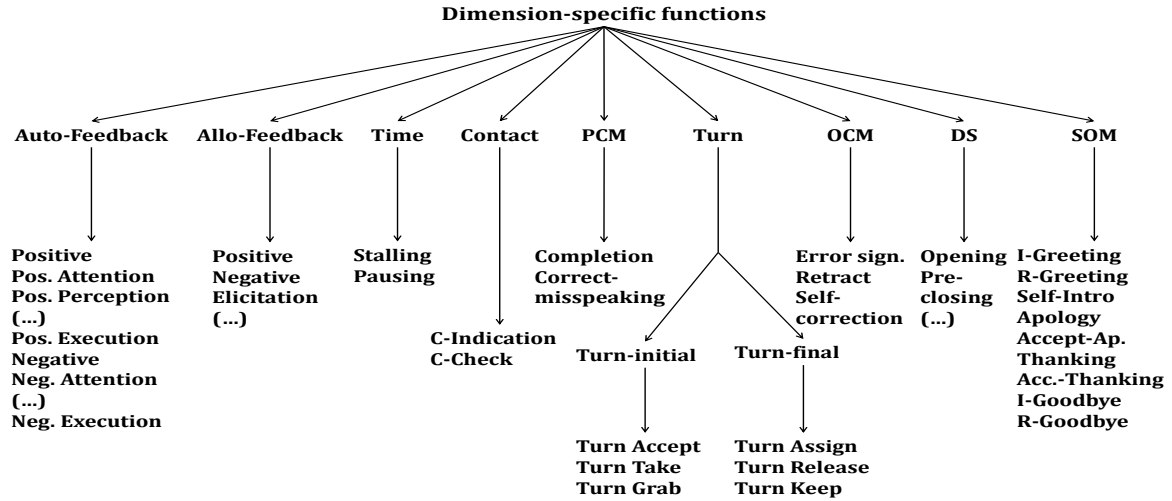 Dimension-specific functions
Auto-Feedback
Allo-Feedback
Time
Contact
PCM
Turn
OCM
DS
SOM
Positive
Pos. Attention
Pos. Perception
(...)
Pos. Execution
Negative
Neg. Attention
(...)
Neg. Execution
Positive
Negative
Elicitation
(...)
Stalling
Pausing
C-Indication
C-Check
Completion
Correct-
misspeaking
Turn-initial
Turn Accept
Turn Take
Turn Grab
Turn-final
Turn Assign
Turn Release
Turn Keep
Error sign.
Retract
Self-
correction
Opening
Pre-
closing
(...)
I-Greeting
R-Greeting
Self-Intro
Apology
Accept-Ap.
Thanking
Acc.-Thanking
I-Goodbye
R-Goodbye